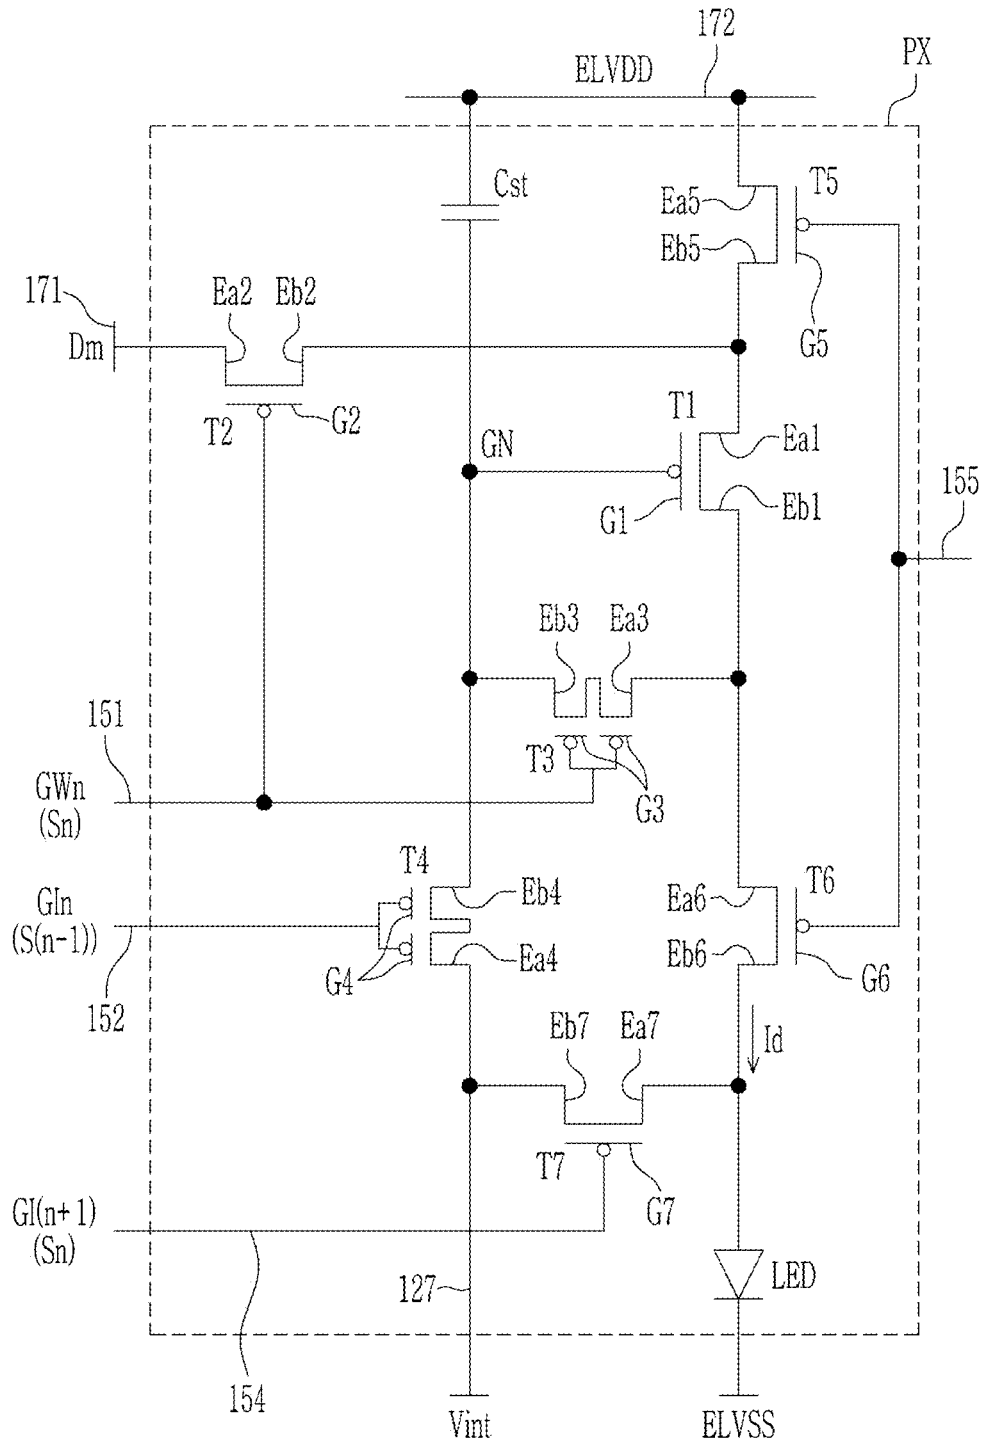 172
ELVDD
PX
Cst
T5
Ea5
Eb5
171
Ea2
Eb2
Dm
G5
T2
G2
T1
GN
Ea1
155
G1
Eb1
Eb3
Ea3
151
T3
GWn
(Sn)
G3
T4
T6
GIn
(S(n-1))
Eb4
Ea6
Ea4
Eb6
G4
G6
152
Eb7
Ea7
Id
T7
G7
GI(n+1)
(Sn)
127
LED
154
Vint
ELVSS